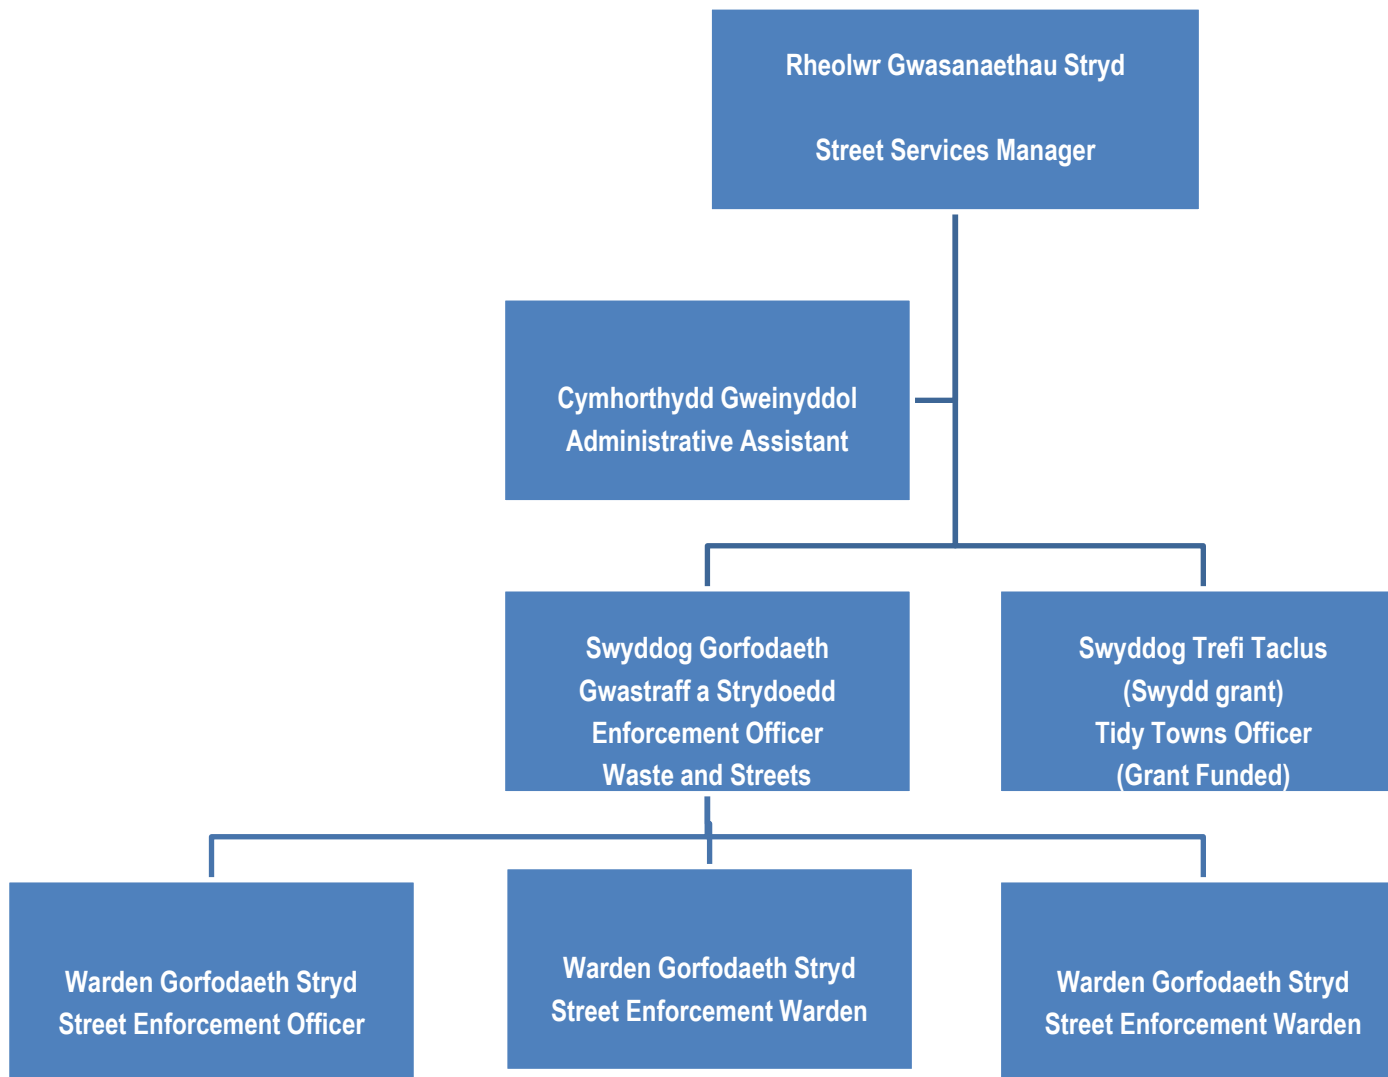 Rheolwr Gwasanaethau Stryd
Street Services Manager
Cymhorthydd Gweinyddol
Administrative Assistant
Swyddog Gorfodaeth
Gwastraff a Strydoedd
Enforcement Officer
Waste and Streets
Swyddog Trefi Taclus
(Swydd grant)
Tidy Towns Officer
(Grant Funded)
Warden Gorfodaeth Stryd
Street Enforcement Officer
Warden Gorfodaeth Stryd
Street Enforcement Warden
Warden Gorfodaeth Stryd
Street Enforcement Warden